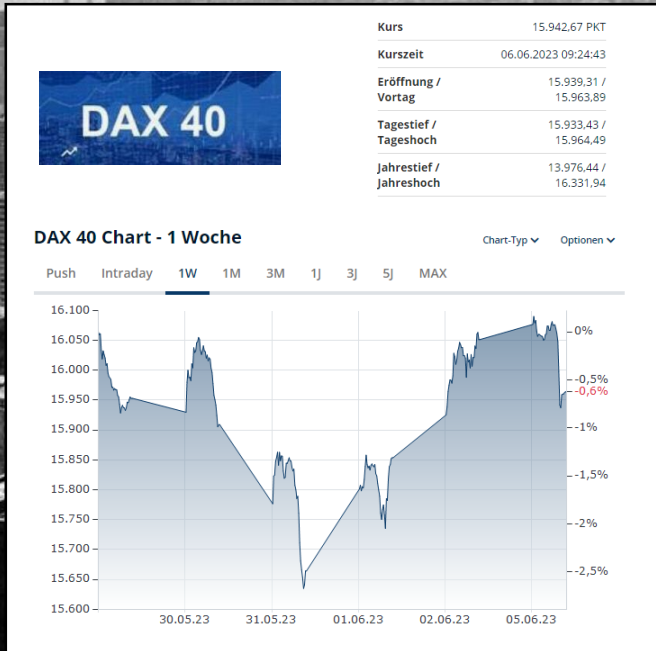 Kurs 15.942,67 PKT
Kurszeit 06.06.2023 09:24:43
Eröffnung / 15.939,31 /
Vortag 15.963,89
Tagestief / 15.933,43 /
Tageshoch 15.964,49
Jahrestief / 13.976,44 /
Jahreshoch 16.331,94
DAX 40
DAX 40 Chart - 1 Woche
Chart-Typ Optionen
Push Intraday 1W 1M 3M 1J 3J 5J MAX
16.100
16.050
16.000
15.950
15.900
15.850
15.800
15.750
15.700
15.650
15.600
0%
-0,5%
-0,6%
-1%
-1,5%
-2%
-2,5%
30.05.23 31.05.23 01.06.23 02.06.23 05.06.23